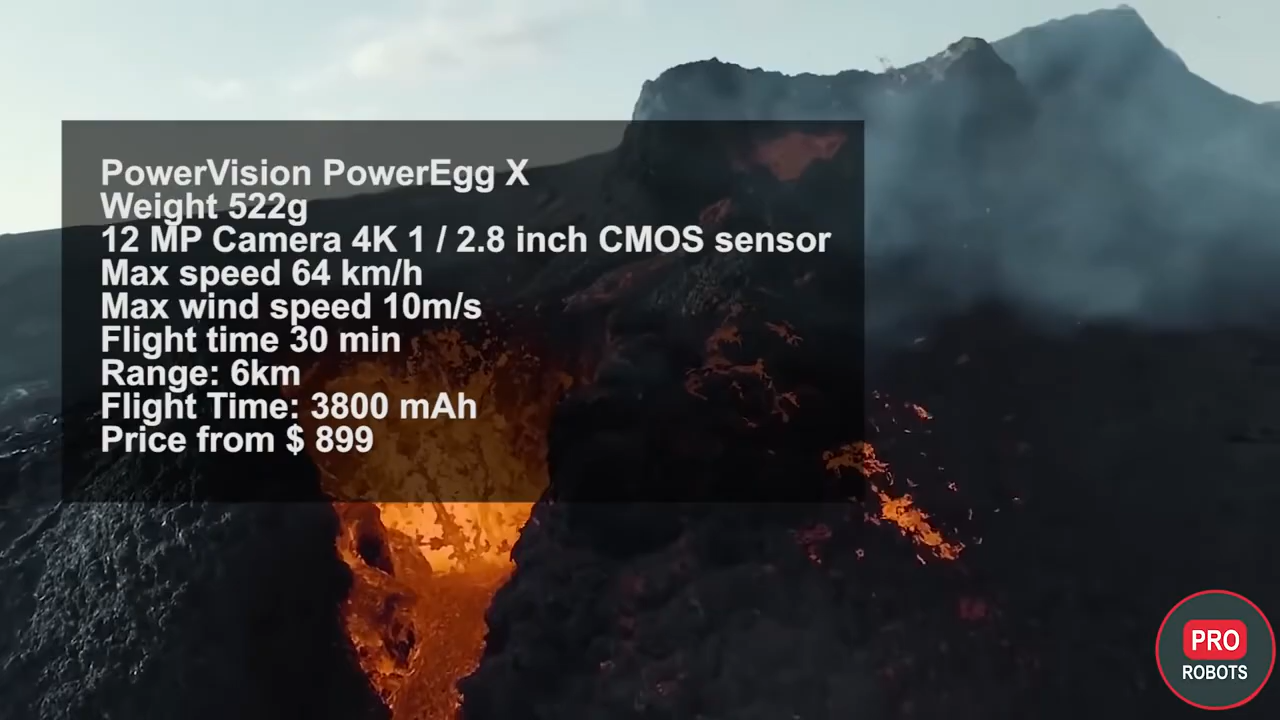 PowerVision PowerEgg X
Weight 522g
12 MP Camera 4K 1 / 2.8 inch CMOS sensor
Max speed 64 km/h
Max wind speed 10m/s
Flight time 30 min
Range: 6km
Flight Time: 3800 mAh
Price from $ 899
PRO
ROBOTS